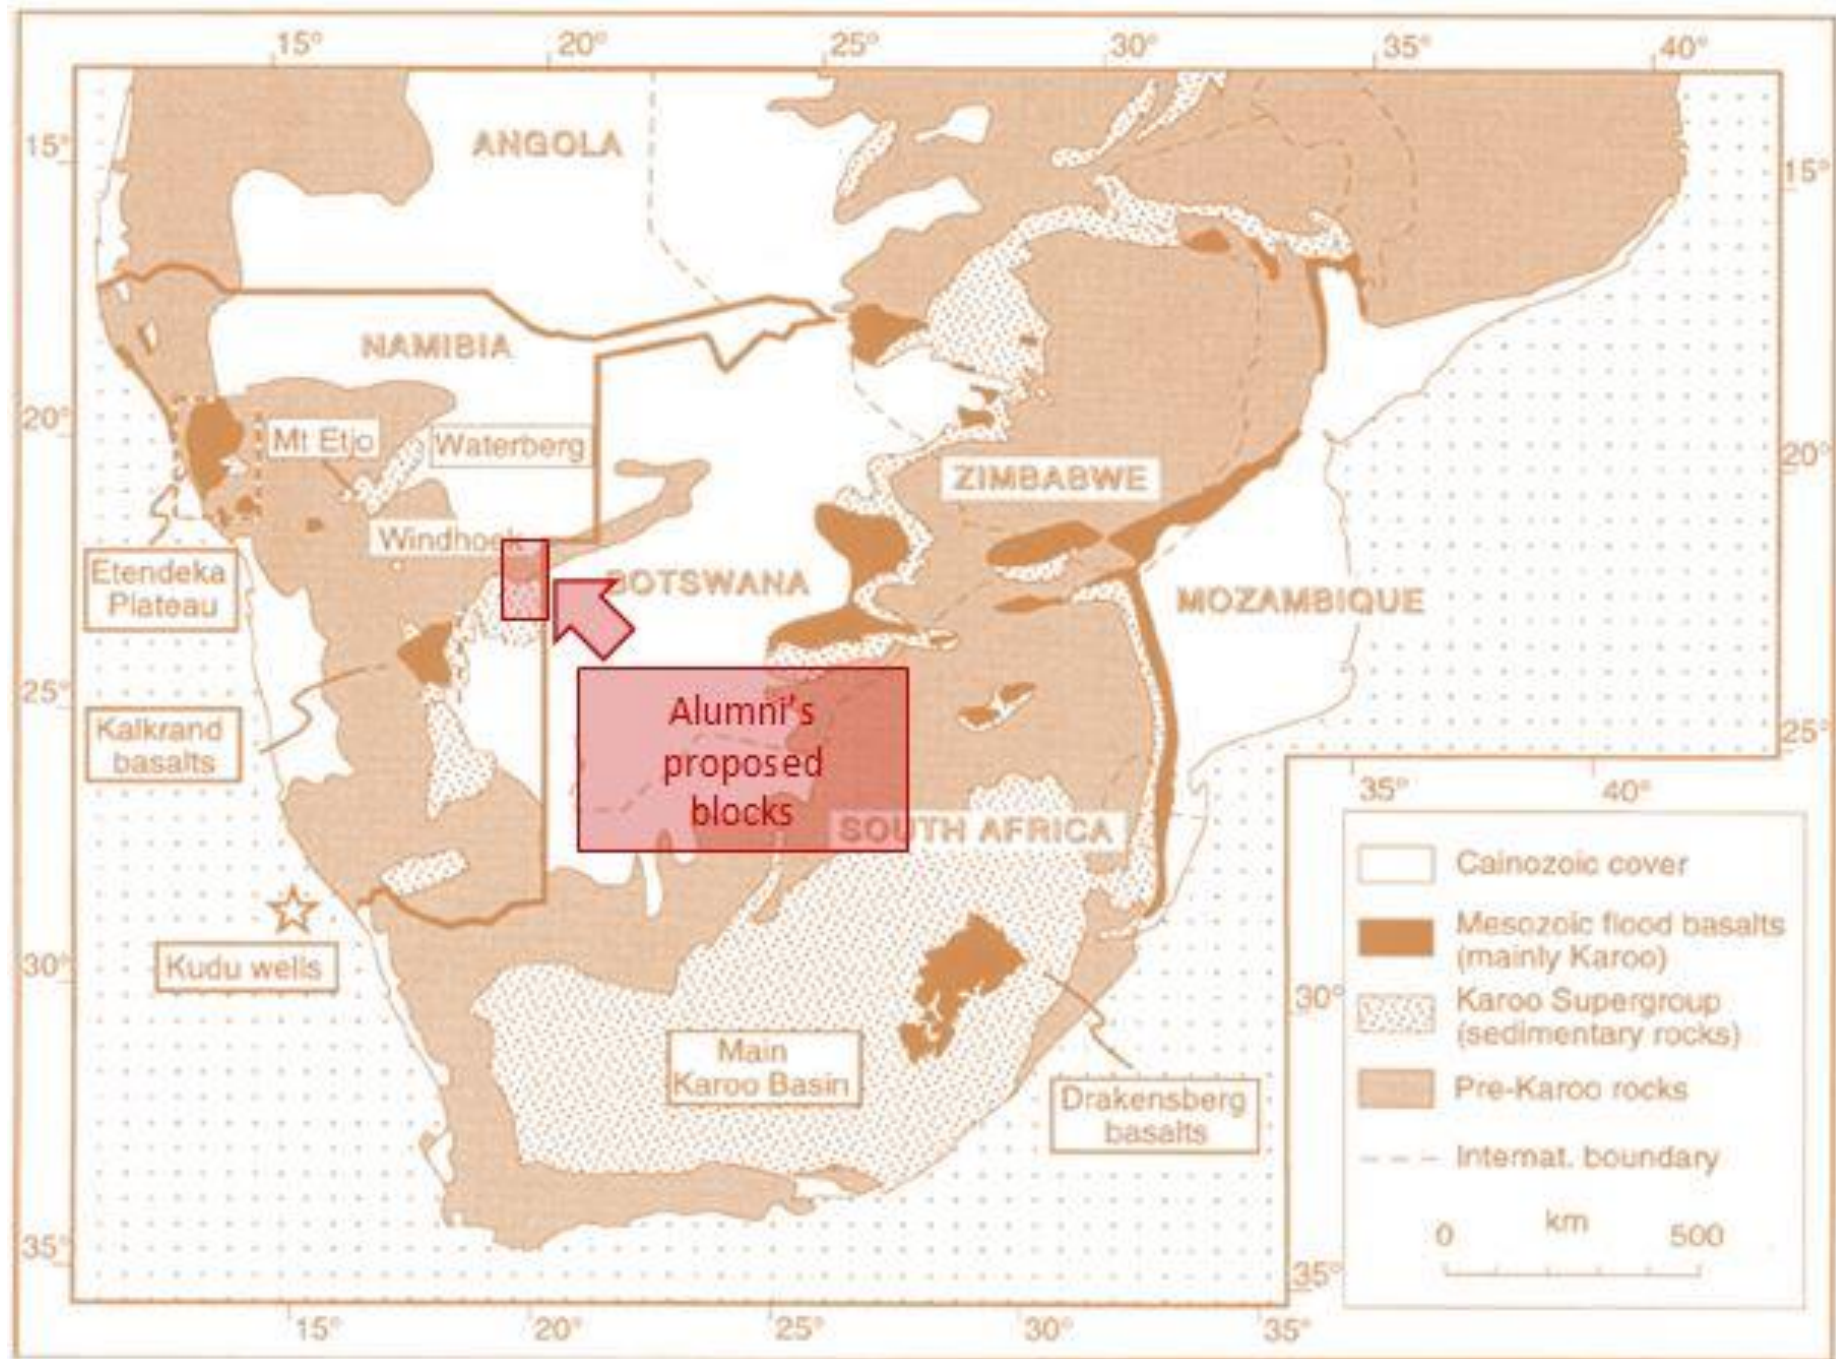 15°
20°
25°
30°
35°
40°
15°
20°
25°
30°
35°
15°
20°
25°
ANGOLA
NAMIBIA
Mt Etjo
Waterberg
Windhoek
ZIMBABWE
BOTSWANA
MOZAMBIQUE
Etendeka
Plateau
Kalkrand
basalts
Alumni's
proposed
blocks
SOUTH AFRICA
Kudu wells
Main
Karoo Basin
Drakensberg
basalts
35°
40°
30°
35°
Cainozoic cover
Mesozoic flood basalts
(mainly Karoo)
Karoo Supergroup
(sedimentary rocks)
Pre-Karoo rocks
Internat. boundary
km
0 500
15°
20°
25°
30°
35°